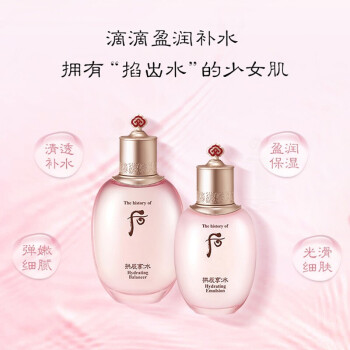 滴滴盈润补水
拥有“掐出水”的少女肌
清透
补水
盈润
保湿
弹嫩
细腻
光滑
细肤
The history of
后
拱辰享:水
Hydrating
Balancer
The history of
后
拱辰享:水
Hydrating
Emulsion